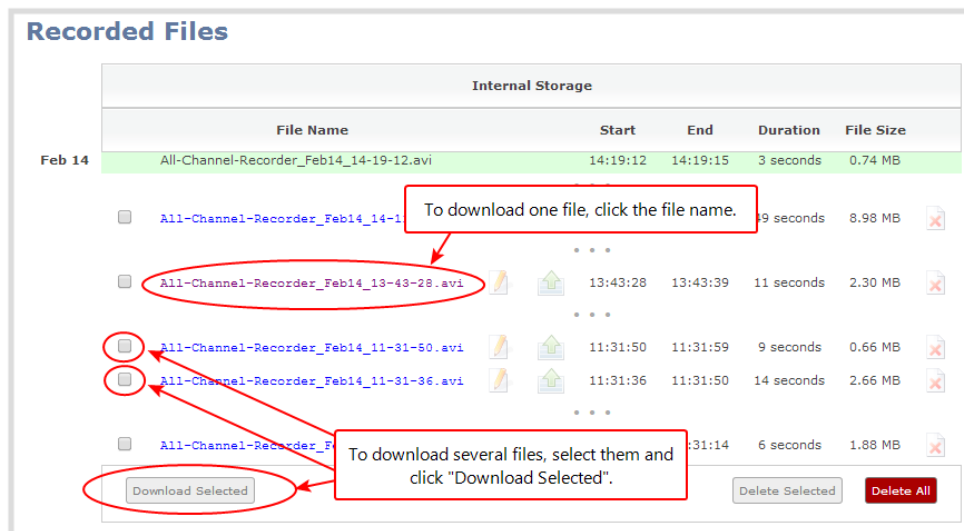 Recorded Files
Internal Storage
File Name Start End Duration File Size
Feb 14 All-Channel-Recorder_Feb14_14-19-12.avi 14:19:12 14:19:15 3 seconds 0.74 MB
To download one file, click the file name.
8.98 MB
All-Channel-Recorder_Feb14_13-43-28.avi 13:43:28 13:43:39 11 seconds 2.30 MB
All-Channel-Recorder_Feb14_11-31-50.avi 11:31:50 11:31:59 9 seconds 0.66 MB
All-Channel-Recorder_Feb14_11-31-36.avi 11:31:36 11:31:50 14 seconds 2.66 MB
6 seconds 1.88 MB
To download several files, select them and
click "Download Selected".
Download Selected Delete Selected Delete All